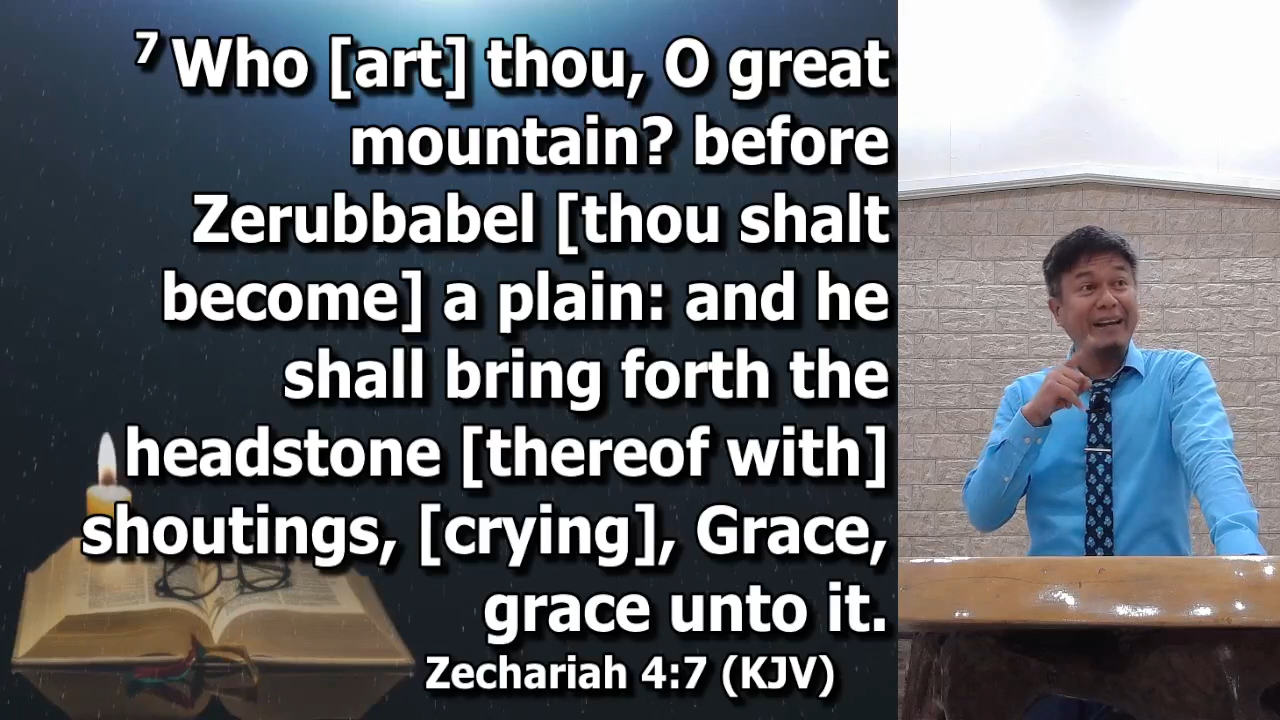 7 Who [art] thou, O great
mountain? before
Zerubbabel [thou shalt
become] a plain: and he
shall bring forth the
headstone [thereof with]
shoutings, [crying], Grace,
grace unto it.
Zechariah 4:7 (KJV)